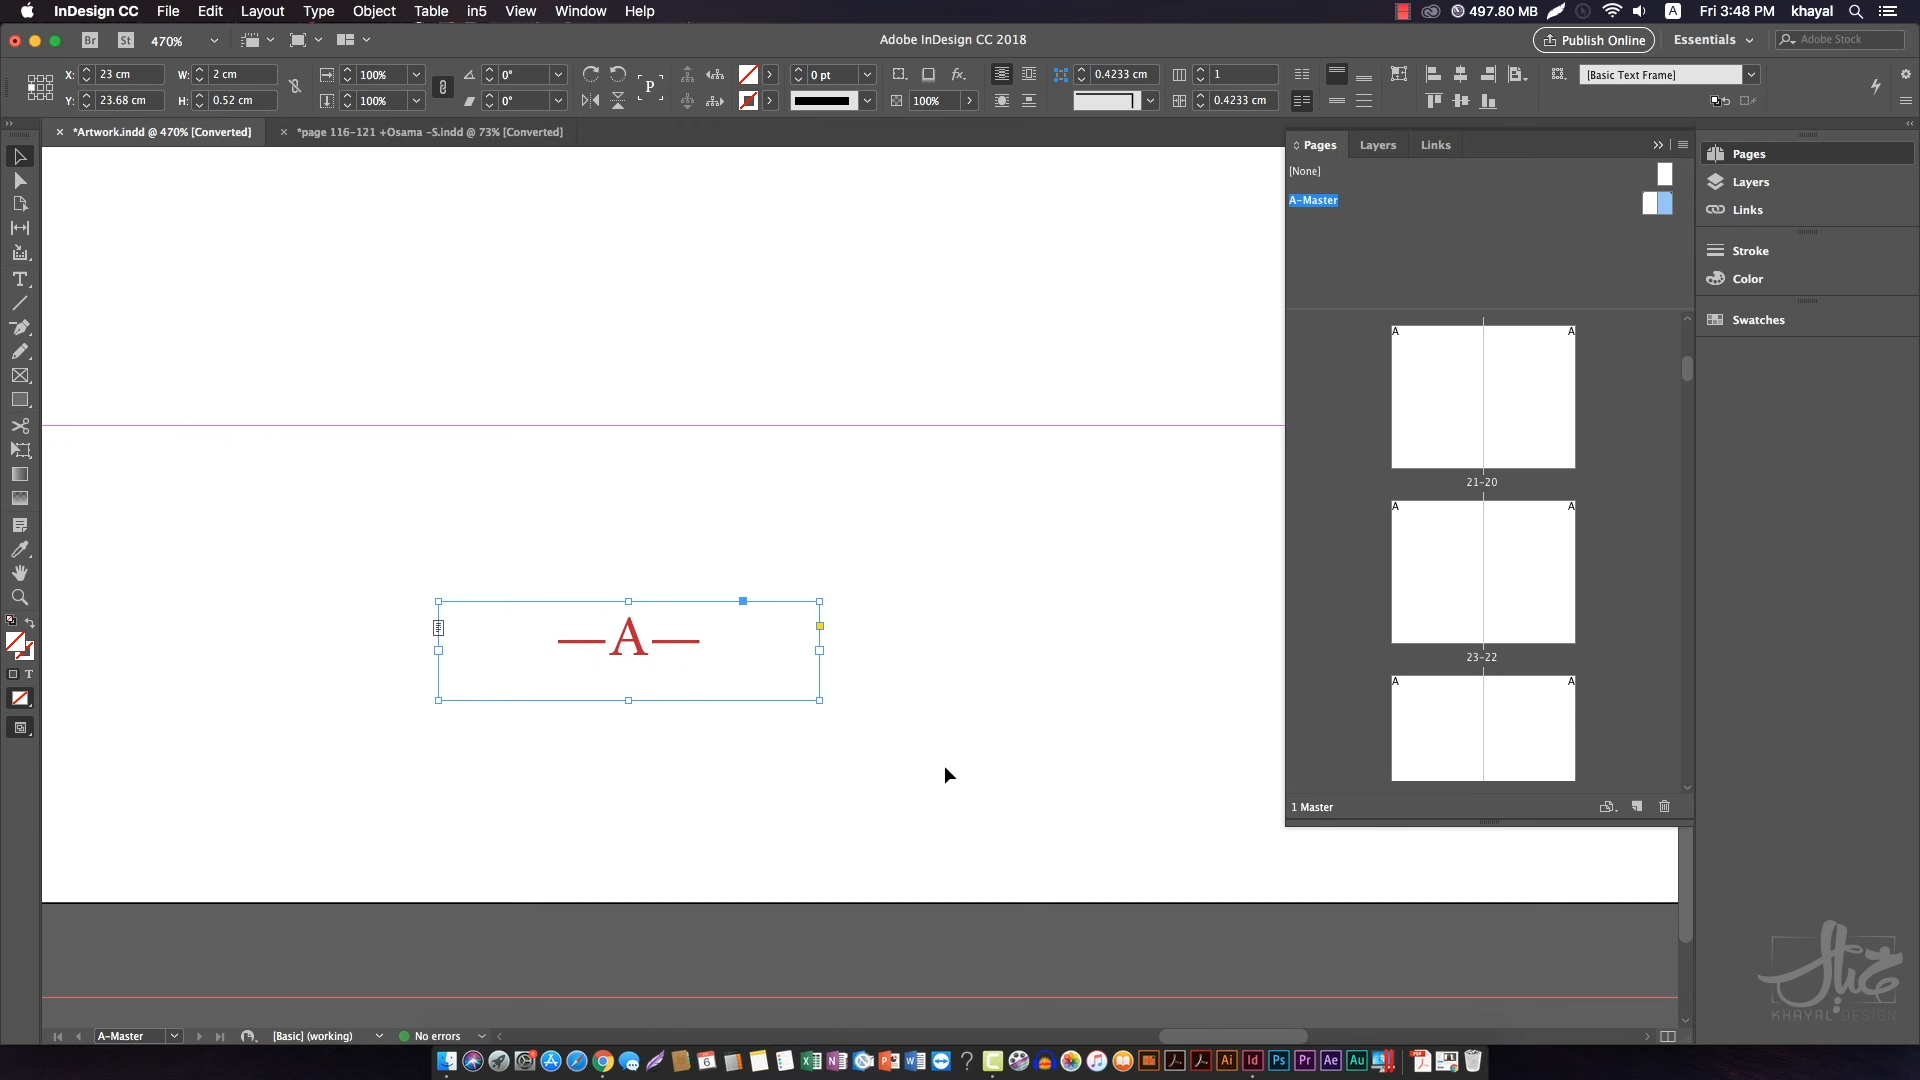 InDesign CC File Edit Layout Type Object Table in5 View Window Help
497.80 MB A Fri 3:48 PM khayal
Br St 470% Adobe InDesign CC 2018 Publish Online Essentials Adobe Stock
X: 23 cm W: 2 cm 100% 0° 0 pt fx. 0.4233 cm 1 [Basic Text Frame]
Y: 23.68 cm H: 0.52 cm 100% 0° P 100% 0.4233 cm
*Artwork.indd @ 470% [Converted] *page 116-121 +Osama -S.indd @ 73% [Converted]
Pages Layers Links
[None]
A-Master
A A
21-20
A A
23-22
A A
1 Master
Pages
Layers
Links
Stroke
Color
Swatches
—A—
خيال
KHAYAL DESIGN
A-Master [Basic] (working) No errors